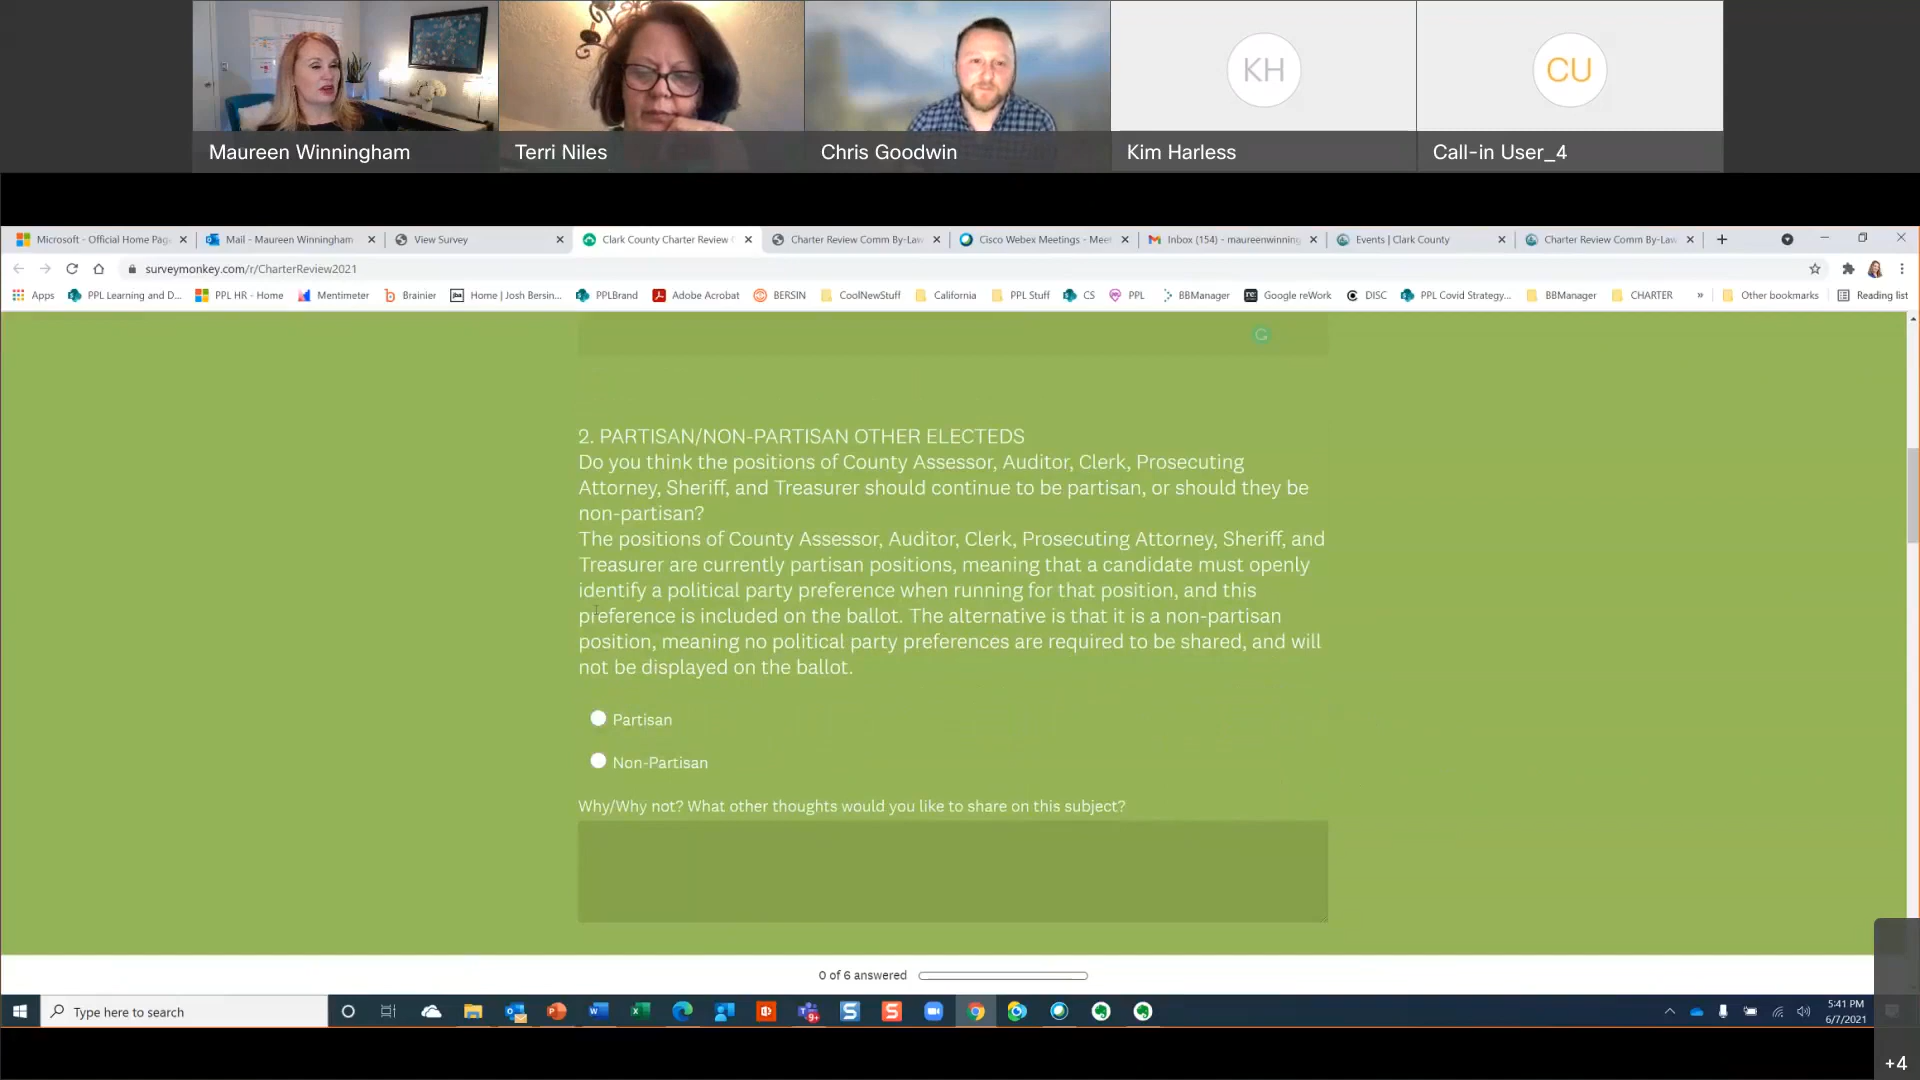 KH
CU
Maureen Winningham
Terri Niles
Chris Goodwin
Kim Harless
Call-in User_4
Microsoft - Official Home Pag
Mail - Maureen Winningham
View Survey
Clark County Charter Review
Charter Review Comm By-Law
Cisco Webex Meetings - Meet
Inbox (154) - maureenwinning
Events | Clark County
Charter Review Comm By-Law
surveymonkey.com/r/CharterReview2021
Apps
PPL Learning and D...
PPL HR - Home
Mentimeter
Brainier
Home | Josh Bersin...
PPLBrand
Adobe Acrobat
BERSIN
CoolNewStuff
California
PPL Stuff
CS
PPL
BBManager
Google reWork
DISC
PPL Covid Strategy...
BBManager
CHARTER
»
Other bookmarks
Reading list
2. PARTISAN/NON-PARTISAN OTHER ELECTEDS
Do you think the positions of County Assessor, Auditor, Clerk, Prosecuting
Attorney, Sheriff, and Treasurer should continue to be partisan, or should they be
non-partisan?
The positions of County Assessor, Auditor, Clerk, Prosecuting Attorney, Sheriff, and
Treasurer are currently partisan positions, meaning that a candidate must openly
identify a political party preference when running for that position, and this
preference is included on the ballot. The alternative is that it is a non-partisan
position, meaning no political party preferences are required to be shared, and will
not be displayed on the ballot.
Partisan
Non-Partisan
Why/Why not? What other thoughts would you like to share on this subject?
0 of 6 answered
Type here to search
5:41 PM
6/7/2021
+4